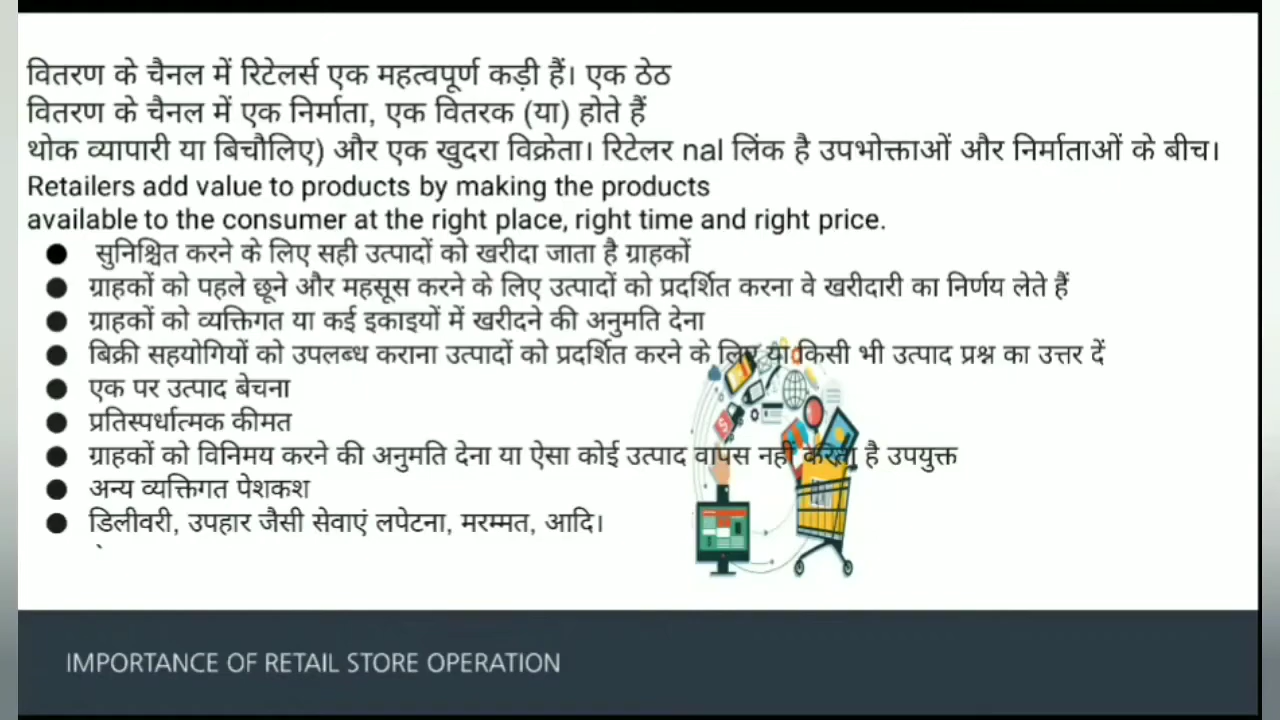 वितरण के चैनल में रिटेलर्स एक महत्वपूर्ण कड़ी हैं। एक ठेठ
वितरण के चैनल में एक निर्माता, एक वितरक (या) होते हैं
थोक व्यापारी या बिचौलिए) और एक खुदरा विक्रेता। रिटेलर nal लिंक है उपभोक्ताओं और निर्माताओं के बीच।
Retailers add value to products by making the products
available to the consumer at the right place, right time and right price.
● सुनिश्चित करने के लिए सही उत्पादों को खरीदा जाता है ग्राहकों
● ग्राहकों को पहले छूने और महसूस करने के लिए उत्पादों को प्रदर्शित करना वे खरीदारी का निर्णय लेते हैं
● ग्राहकों को व्यक्तिगत या कई इकाइयों में खरीदने की अनुमति देना
● बिक्री सहयोगियों को उपलब्ध कराना उत्पादों को प्रदर्शित करने के लिए या किसी भी उत्पाद प्रश्न का उत्तर दें
● एक पर उत्पाद बेचना
● प्रतिस्पर्धात्मक कीमत
● ग्राहकों को विनिमय करने की अनुमति देना या ऐसा कोई उत्पाद वापस नहीं करता है उपयुक्त
● अन्य व्यक्तिगत पेशकश
● डिलीवरी, उपहार जैसी सेवाएं लपेटना, मरम्मत, आदि।
IMPORTANCE OF RETAIL STORE OPERATION